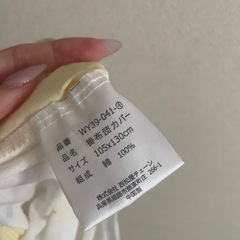 品番 WY39-041-④
品名 掛布団カバー
サイズ 105x130cm
組成 綿 100%
株式会社 西松屋チェーン
兵庫県姫路市飾東町庄 266-1
中国製